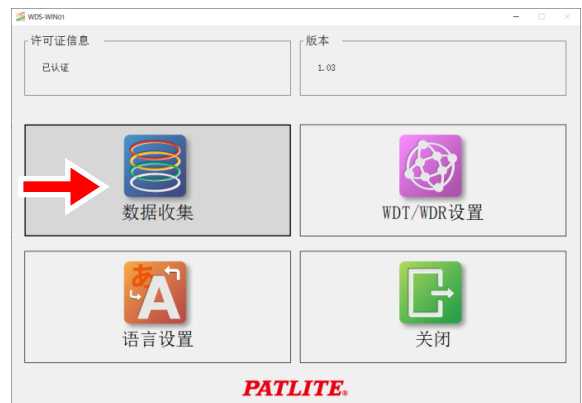 WDS-WIN01
许可证信息
已认证
版本
1.03
数据收集
WDT/WDR设置
あ
A
语言设置
关闭
PATLITE®